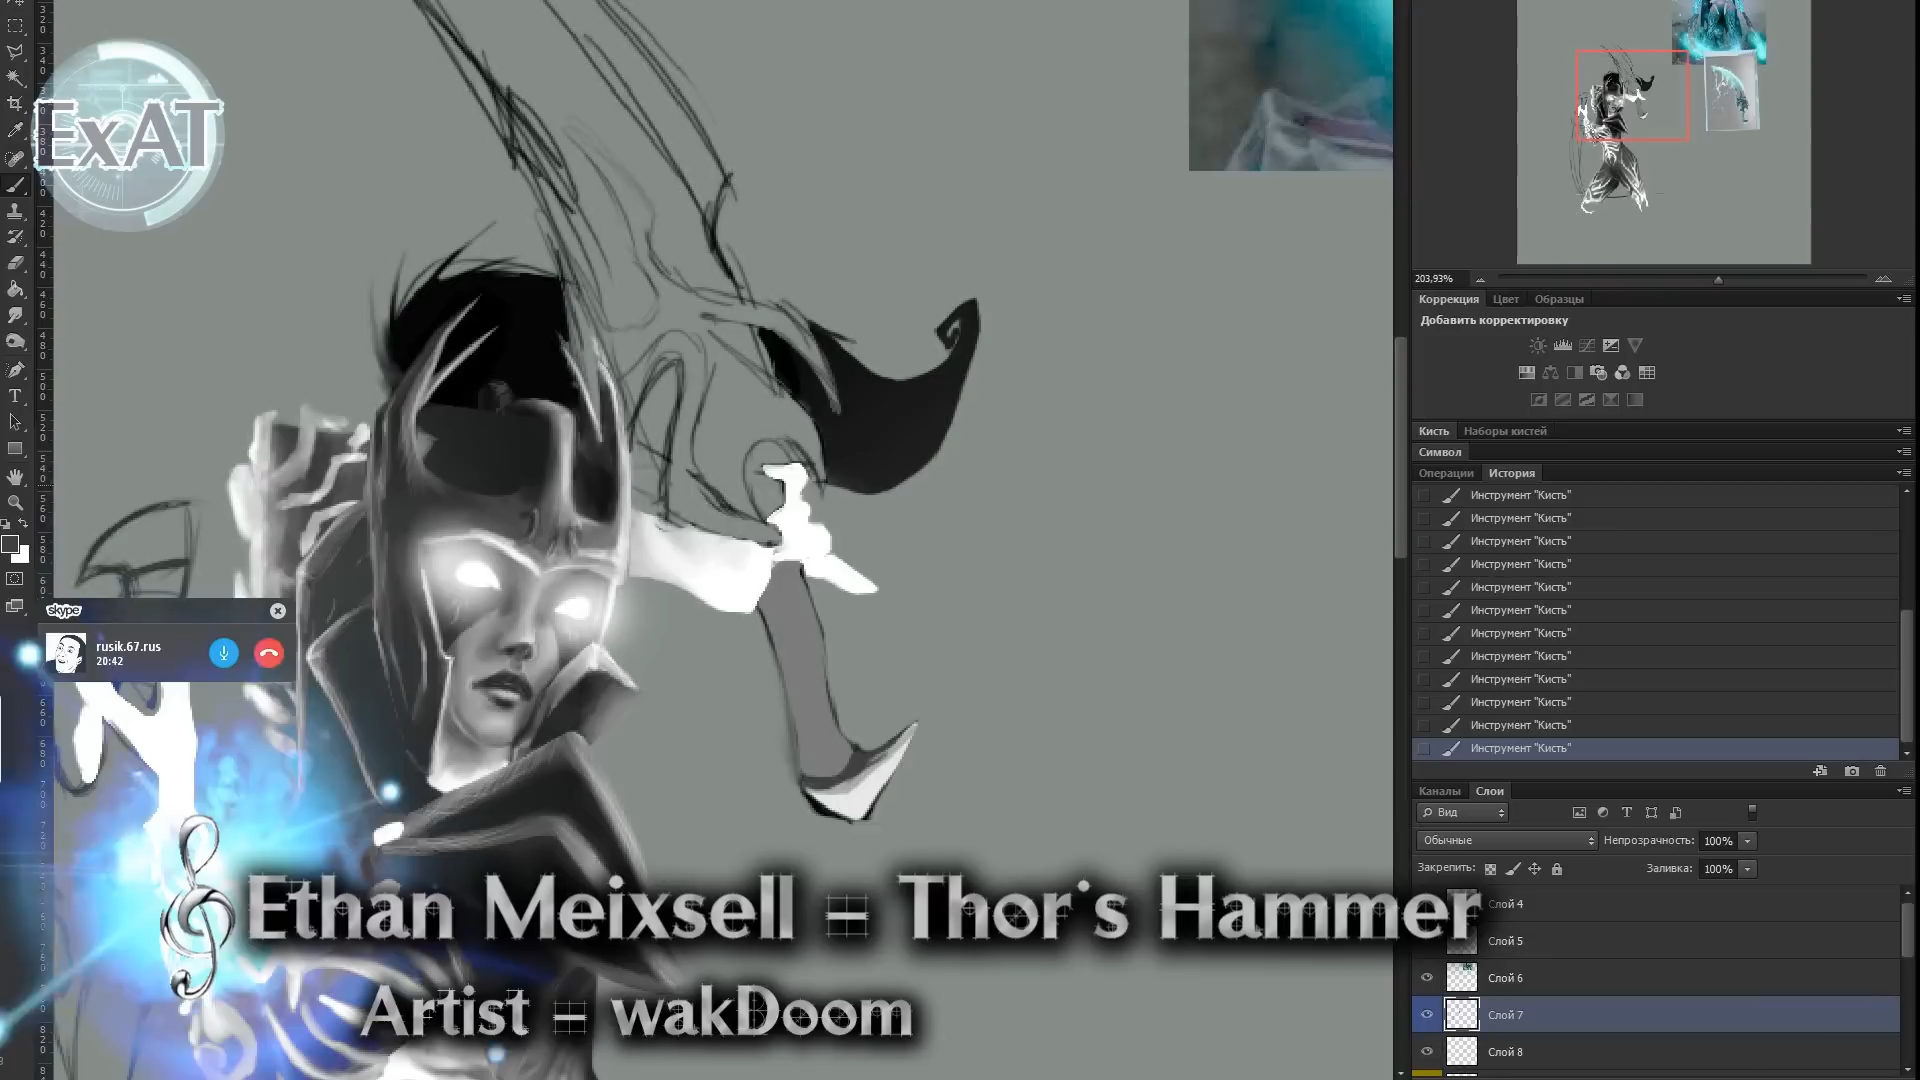 ExAT
203,93%
Коррекция Цвет Образцы
Добавить корректировку
Кисть Наборы кистей
Символ
Операции История
Инструмент "Кисть"
Инструмент "Кисть"
Инструмент "Кисть"
Инструмент "Кисть"
Инструмент "Кисть"
Инструмент "Кисть"
Инструмент "Кисть"
Инструмент "Кисть"
Инструмент "Кисть"
Инструмент "Кисть"
Инструмент "Кисть"
Инструмент "Кисть"
skype
rusik.67.rus
20:42
Каналы Слои
Вид
Обычные Непрозрачность: 100%
Закрепить: Заливка: 100%
Слой 4
Слой 5
Слой 6
Слой 7
Слой 8
Ethan Meixsell = Thor's Hammer
Artist = wakDoom